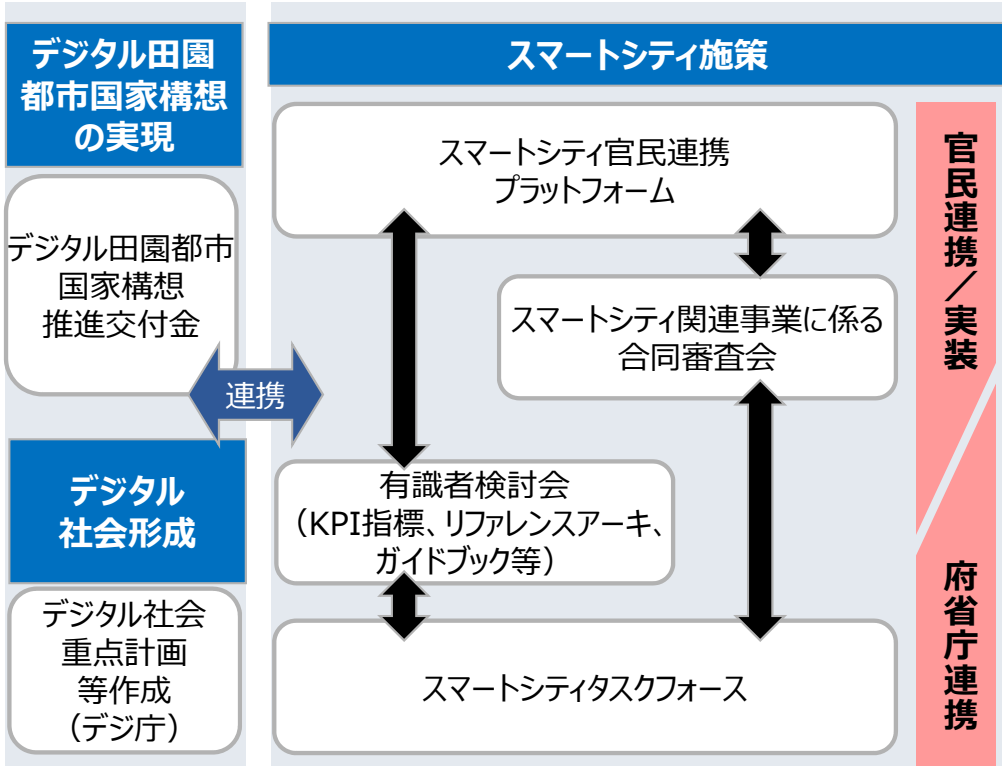 デジタル田園
都市国家構想
の実現
デジタル田園都市
国家構想
推進交付金
連携
デジタル
社会形成
デジタル社会
重点計画
等作成
（デジ庁）
スマートシティ施策
スマートシティ官民連携
プラットフォーム
スマートシティ関連事業に係る
合同審査会
有識者検討会
（KPI指標、リファレンスアーキ、
ガイドブック等）
スマートシティタスクフォース
官民連携／実装
府省庁連携